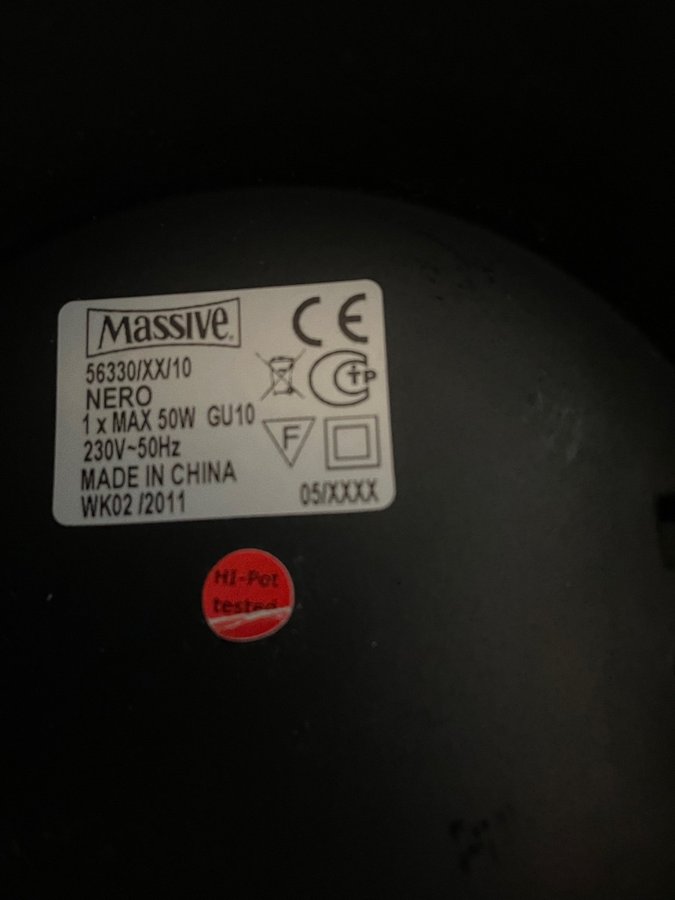 Massive
CE
56330/XX/10
NERO
1 x MAX 50W GU10
230V~50Hz
MADE IN CHINA
WK02 /2011
CTP
F
05/XXXX
HI-Pot
tested